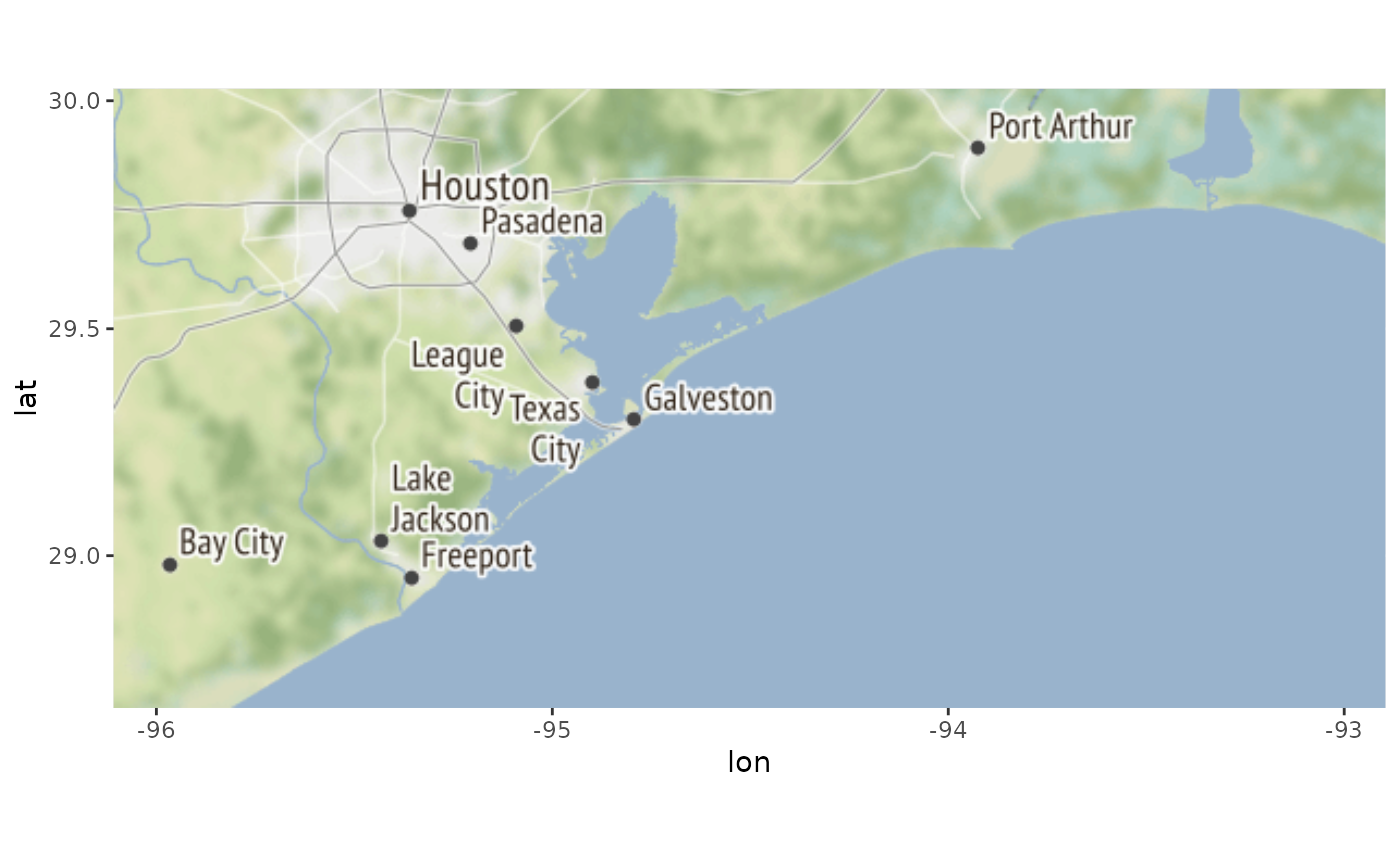 30.0
Port Arthur
Houston
Pasadena
29.5
League
City
Texas
City
Galveston
lat
Lake
Jackson
29.0
Bay City
Freeport
-96
-95
-94
-93
lon